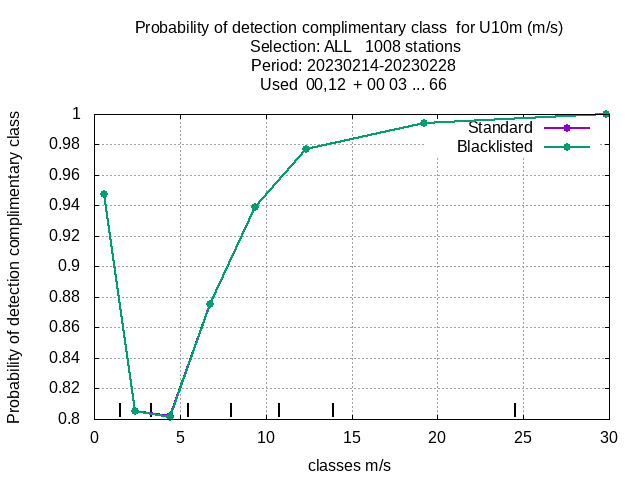 Probability of detection complimentary class  for U10m (m/s)
Selection: ALL   1008 stations
Period: 20230214-20230228
Used  00,12  + 00 03 ... 66
Probability of detection complimentary class
1
0.98
0.96
0.94
0.92
0.9
0.88
0.86
0.84
0.82
0.8
Standard
Blacklisted
0 5 10 15 20 25 30
classes m/s